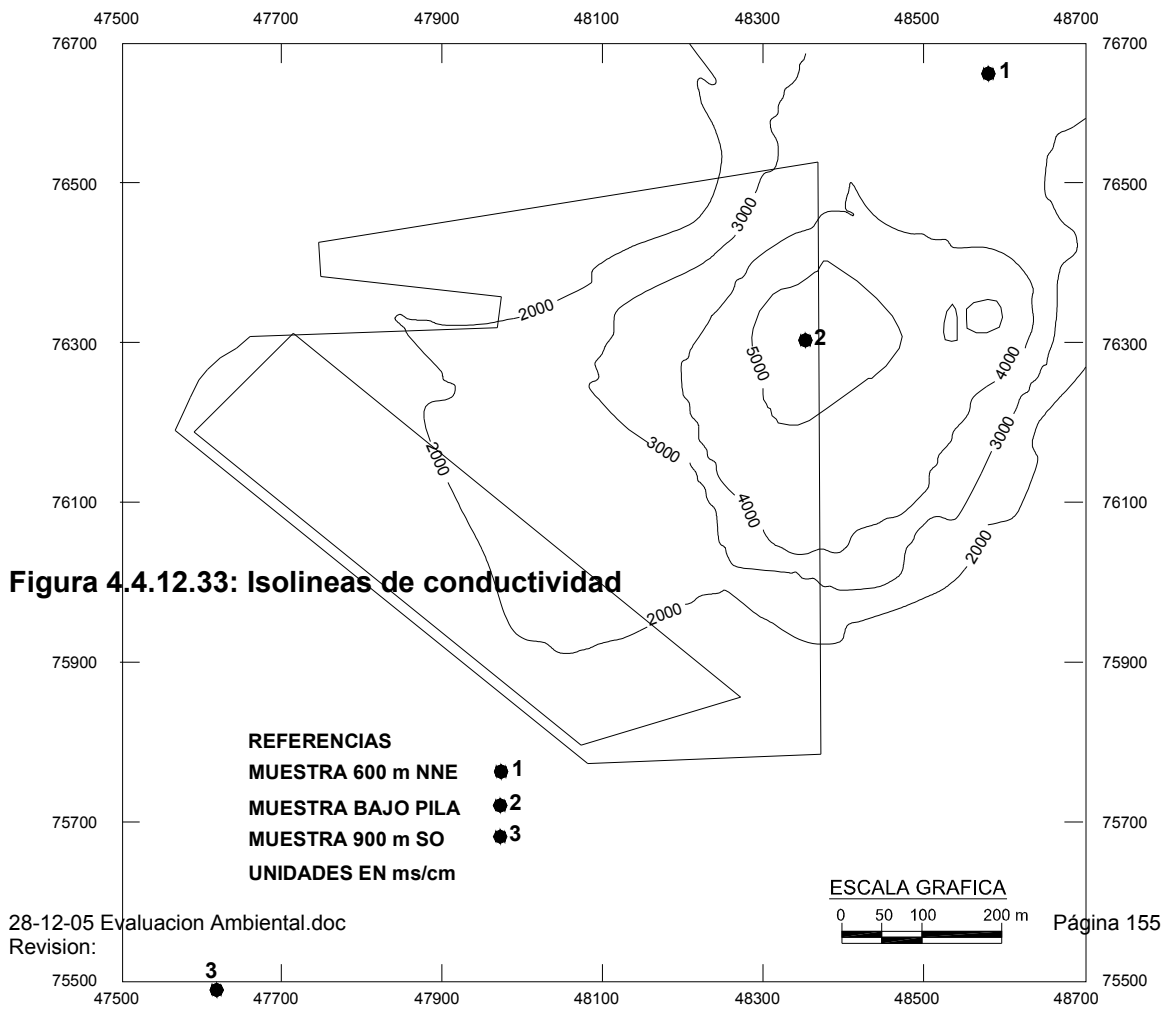 47500 47700 47900 48100 48300 48500 48700
76700 76700
1
76500 76500
3000
2000
76300 2 76300
5000
4000
3000
2000
3000
76100 76100
4000
2000
Figura 4.4.12.33: Isolineas de conductividad
2000
75900 75900
REFERENCIAS
MUESTRA 600 m NNE 1
MUESTRA BAJO PILA 2
75700 75700
MUESTRA 900 m SO 3
UNIDADES EN ms/cm
ESCALA GRAFICA
0 50 100 200 m
28-12-05 Evaluacion Ambiental.doc Página 155
Revision:
3
75500 75500
47500 47700 47900 48100 48300 48500 48700